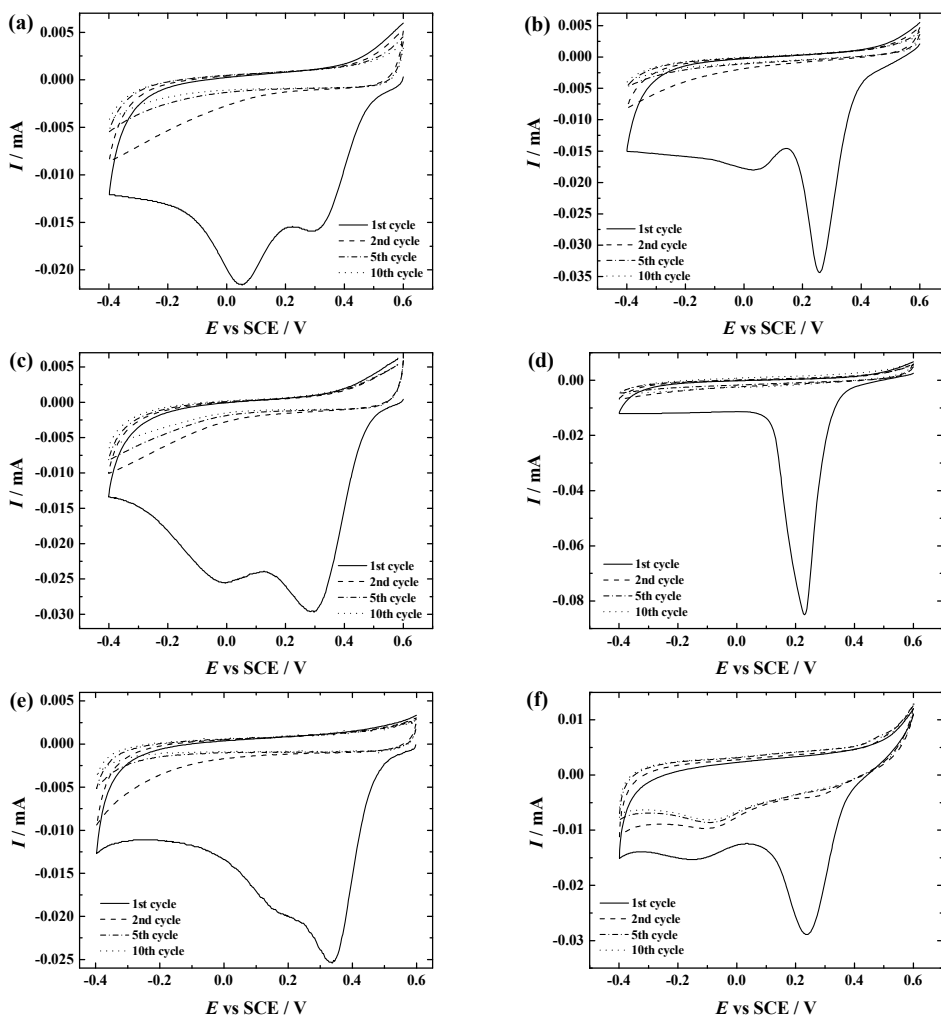 (a)
0.005
0.000
-0.005
-0.010
-0.015
-0.020
I / mA
1st cycle
2nd cycle
5th cycle
10th cycle
-0.4 -0.2 0.0 0.2 0.4 0.6
E vs SCE / V
(b)
0.005
0.000
-0.005
-0.010
-0.015
-0.020
-0.025
-0.030
-0.035
I / mA
1st cycle
2nd cycle
5th cycle
10th cycle
-0.4 -0.2 0.0 0.2 0.4 0.6
E vs SCE / V
(c)
0.005
0.000
-0.005
-0.010
-0.015
-0.020
-0.025
-0.030
I / mA
1st cycle
2nd cycle
5th cycle
10th cycle
-0.4 -0.2 0.0 0.2 0.4 0.6
E vs SCE / V
(d)
0.00
-0.02
-0.04
-0.06
-0.08
I / mA
1st cycle
2nd cycle
5th cycle
10th cycle
-0.4 -0.2 0.0 0.2 0.4 0.6
E vs SCE / V
(e)
0.005
0.000
-0.005
-0.010
-0.015
-0.020
-0.025
I / mA
1st cycle
2nd cycle
5th cycle
10th cycle
-0.4 -0.2 0.0 0.2 0.4 0.6
E vs SCE / V
(f)
0.01
0.00
-0.01
-0.03
I / mA
1st cycle
2nd cycle
5th cycle
10th cycle
-0.4 -0.2 0.0 0.2 0.4 0.6
E vs SCE / V